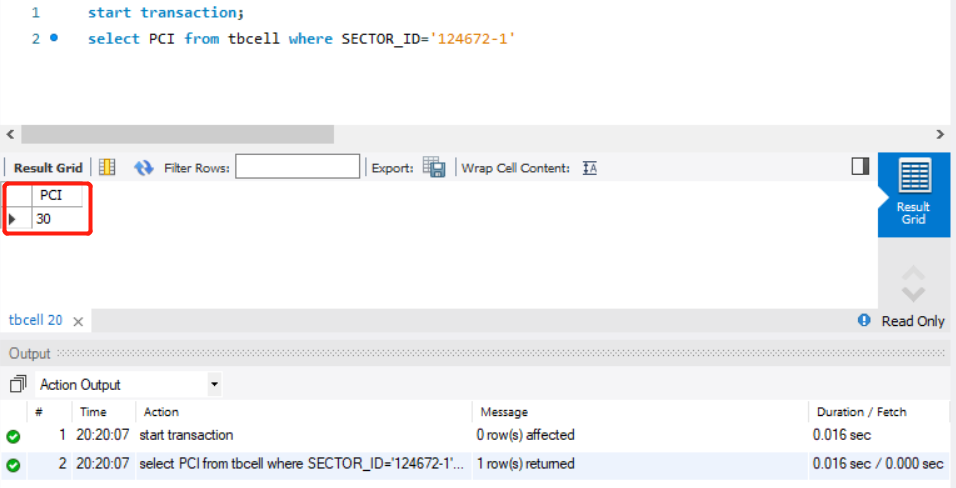 1 start transaction;
2 select PCI from tbcell where SECTOR_ID='124672-1'
Result Grid Filter Rows: Export: Wrap Cell Content:
PCI
30
Result
Grid
tbcell 20
Read Only
Output
Action Output
# Time Action Message Duration / Fetch
1 20:20:07 start transaction 0 row(s) affected 0.016 sec
2 20:20:07 select PCI from tbcell where SECTOR_ID='124672-1'... 1 row(s) returned 0.016 sec / 0.000 sec